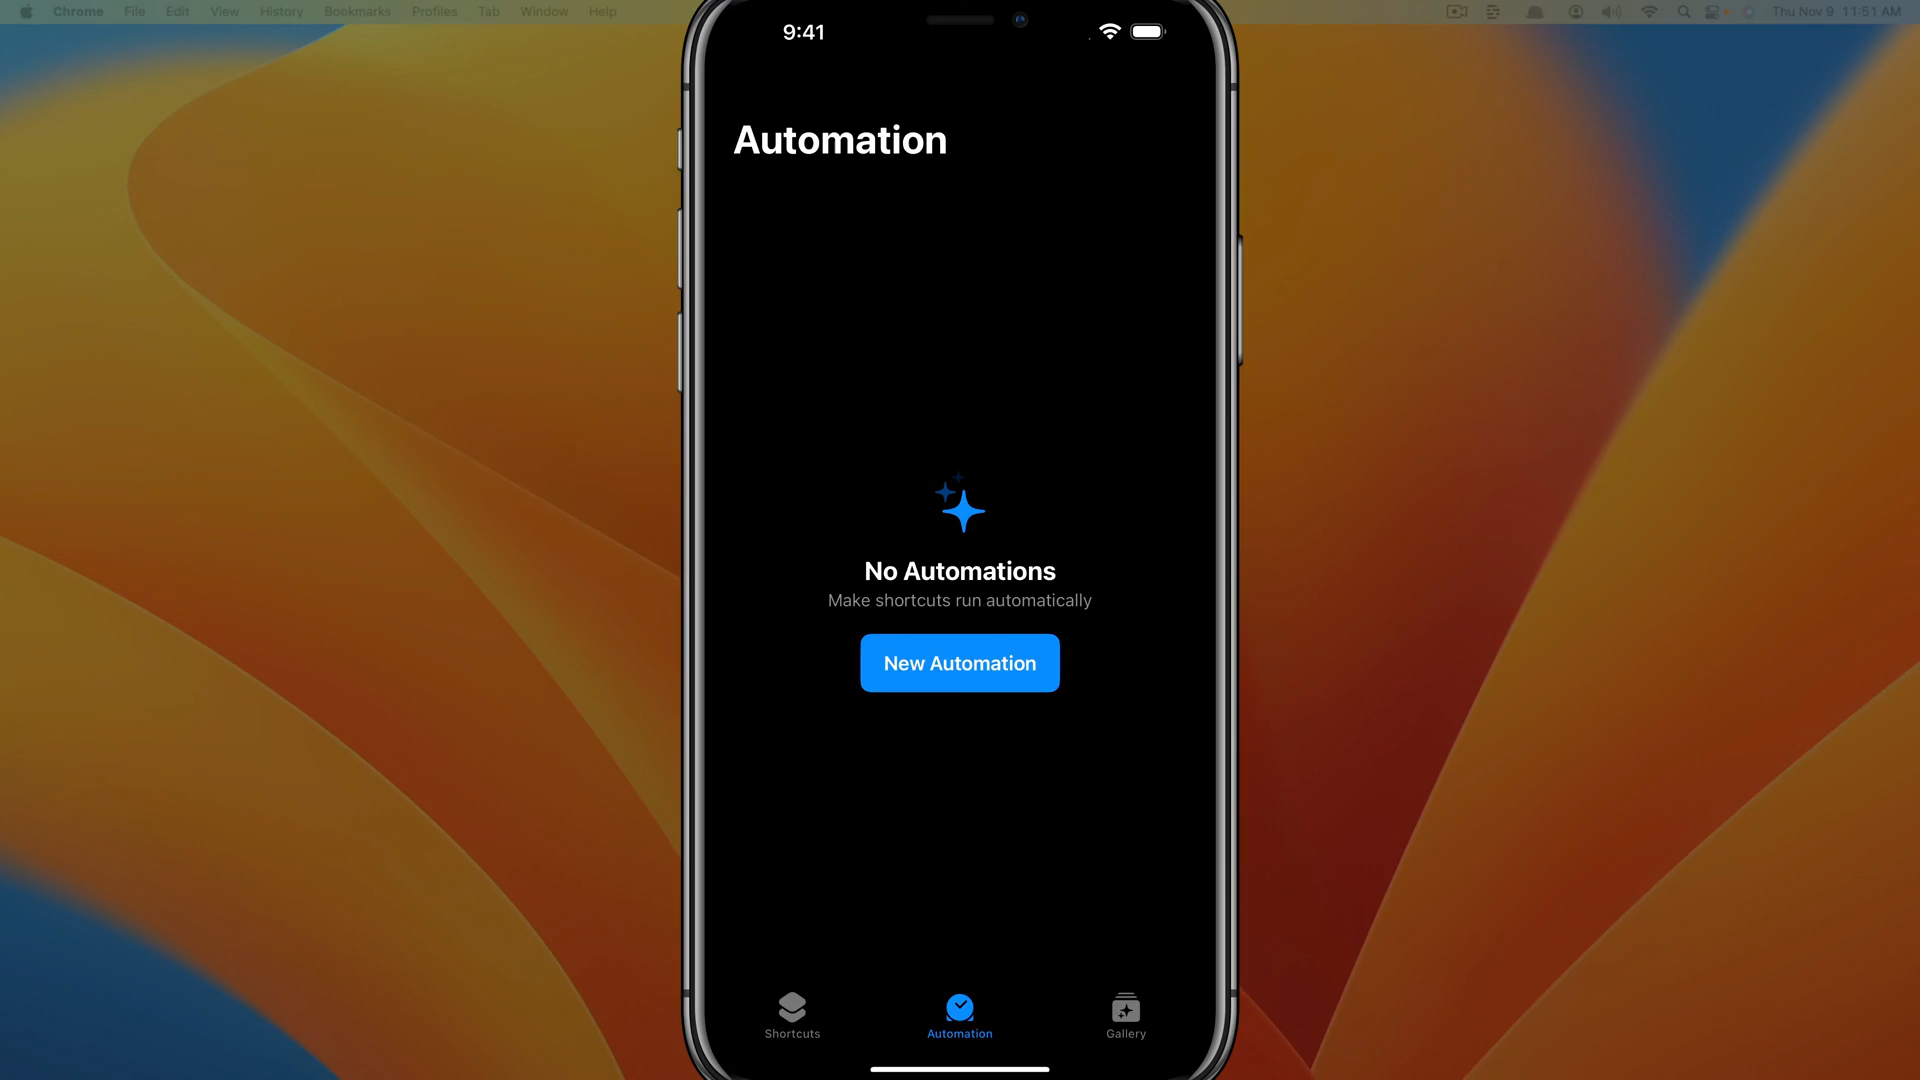 Chrome File Edit View History Bookmarks Profiles Tab Window Help Thu Nov 9 11:51 AM
9:41
Automation
No Automations
Make shortcuts run automatically
New Automation
Shortcuts Automation Gallery